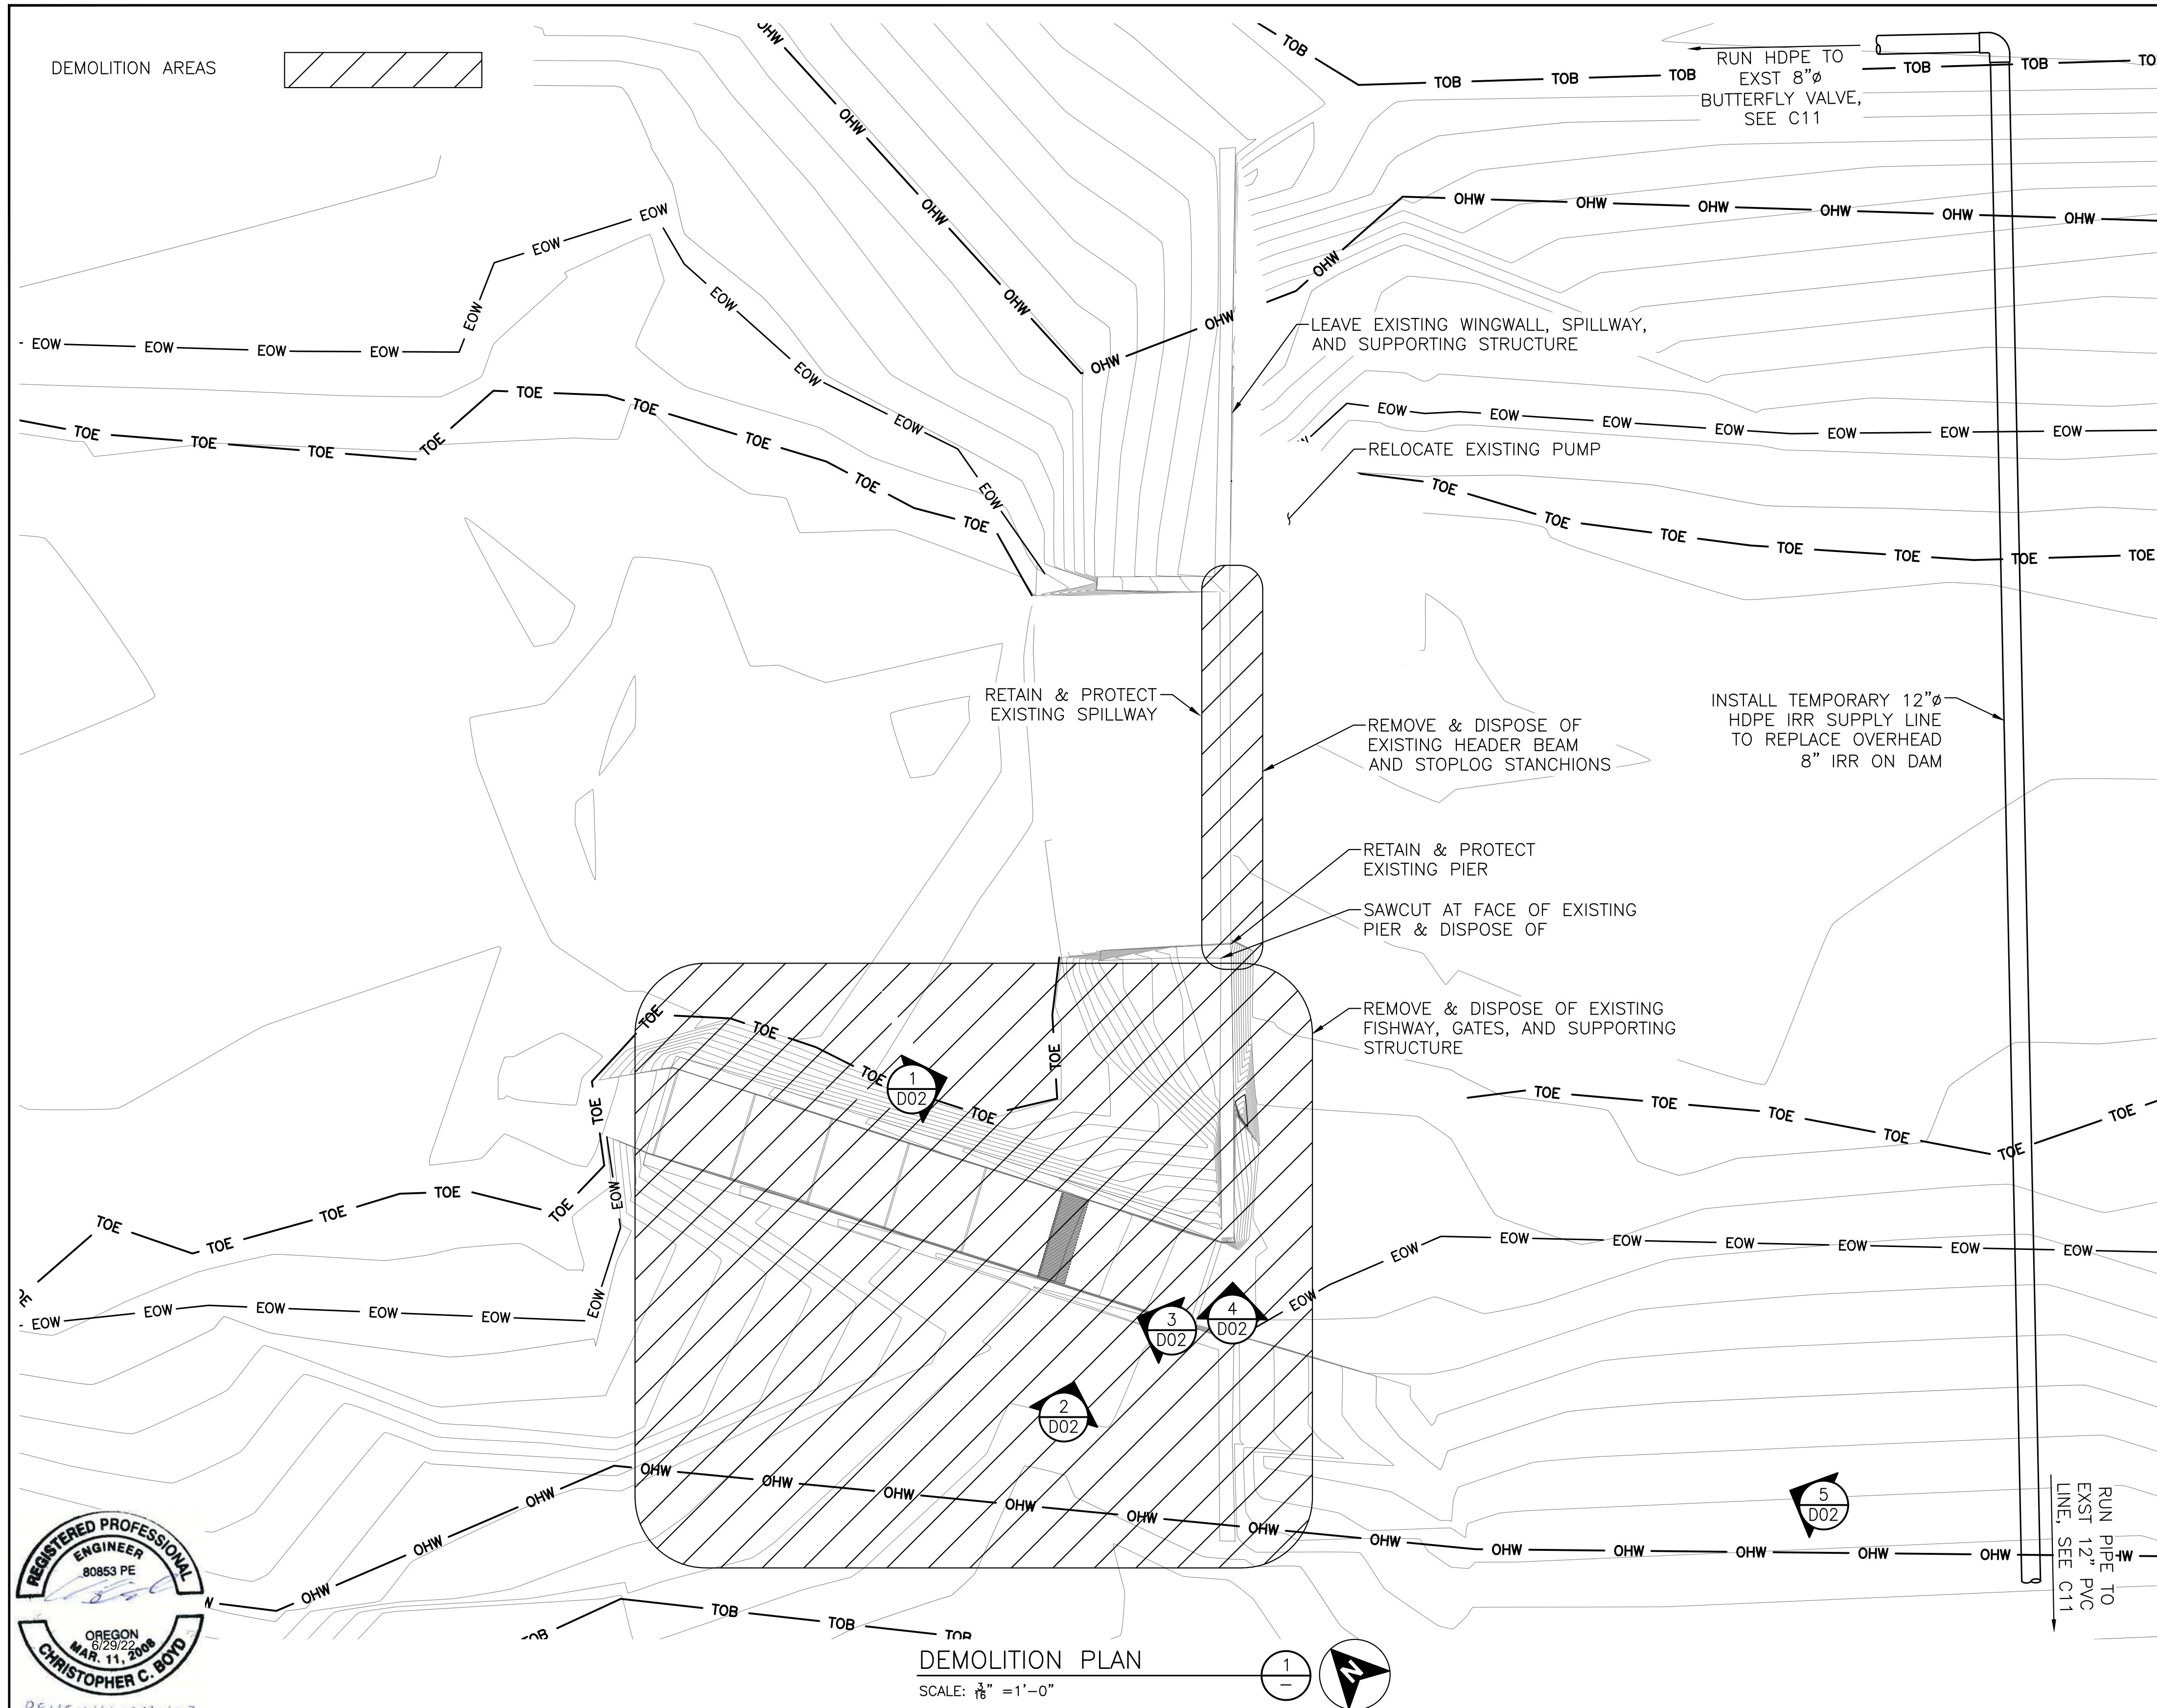 DEMOLITION AREAS
RUN HDPE TO
EXST 8"ø
BUTTERFLY VALVE,
SEE C11
TOB TOB TOB TOB TOB TOB
OHW OHW OHW OHW OHW OHW
OHW OHW OHW OHW OHW OHW OHW OHW
EOW EOW EOW EOW EOW EOW EOW
EOW EOW EOW EOW
LEAVE EXISTING WINGWALL, SPILLWAY,
AND SUPPORTING STRUCTURE
EOW EOW EOW EOW EOW EOW EOW
TOE TOE TOE TOE TOE TOE TOE TOE TOE
RELOCATE EXISTING PUMP
TOE TOE TOE TOE TOE TOE TOE
RETAIN & PROTECT
EXISTING SPILLWAY
REMOVE & DISPOSE OF
EXISTING HEADER BEAM
AND STOPLOG STANCHIONS
INSTALL TEMPORARY 12"ø
HDPE IRR SUPPLY LINE
TO REPLACE OVERHEAD
8" IRR ON DAM
RETAIN & PROTECT
EXISTING PIER
SAWCUT AT FACE OF EXISTING
PIER & DISPOSE OF
REMOVE & DISPOSE OF EXISTING
FISHWAY, GATES, AND SUPPORTING
STRUCTURE
TOE TOE TOE TOE TOE
1
D02
TOE TOE TOE TOE TOE TOE
TOE TOE TOE TOE TOE TOE
EOW
EOW EOW EOW EOW EOW EOW
EOW EOW EOW EOW EOW EOW EOW EOW
3
D02
4
D02
2
D02
5
D02
OHW OHW OHW OHW OHW OHW OHW OHW OHW OHW OHW OHW OHW OHW
RUN PIPE TO
EXST 12" PVC
LINE, SEE C11
TOB TOB
REGISTERED PROFESSIONAL
ENGINEER
80853 PE
OREGON
6/29/22
MAR. 11, 2008
CHRISTOPHER C. BOYD
DEMOLITION PLAN
SCALE: 3/16" =1'-0"
1
–
N